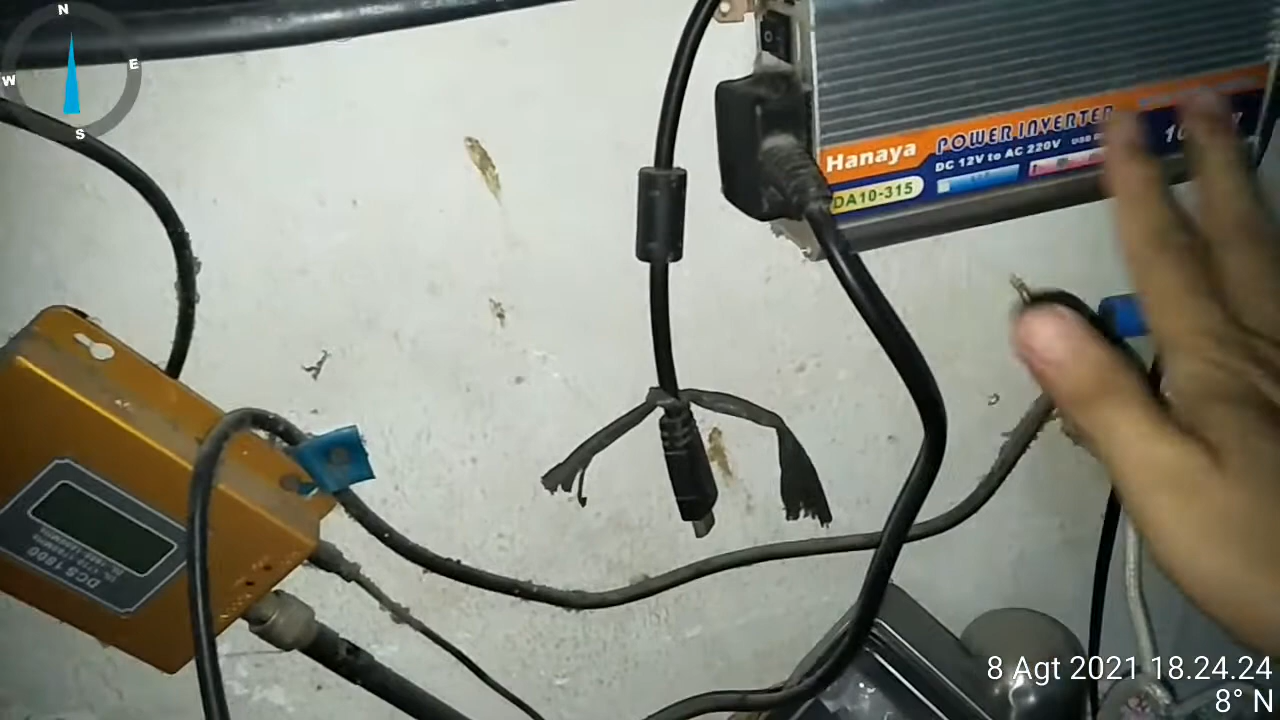 N
W
E
S
Hanaya
POWER INVERTER
DC 12V to AC 220V
DA10-315
DCS 1800
8 Agt 2021 18.24.24
8° N